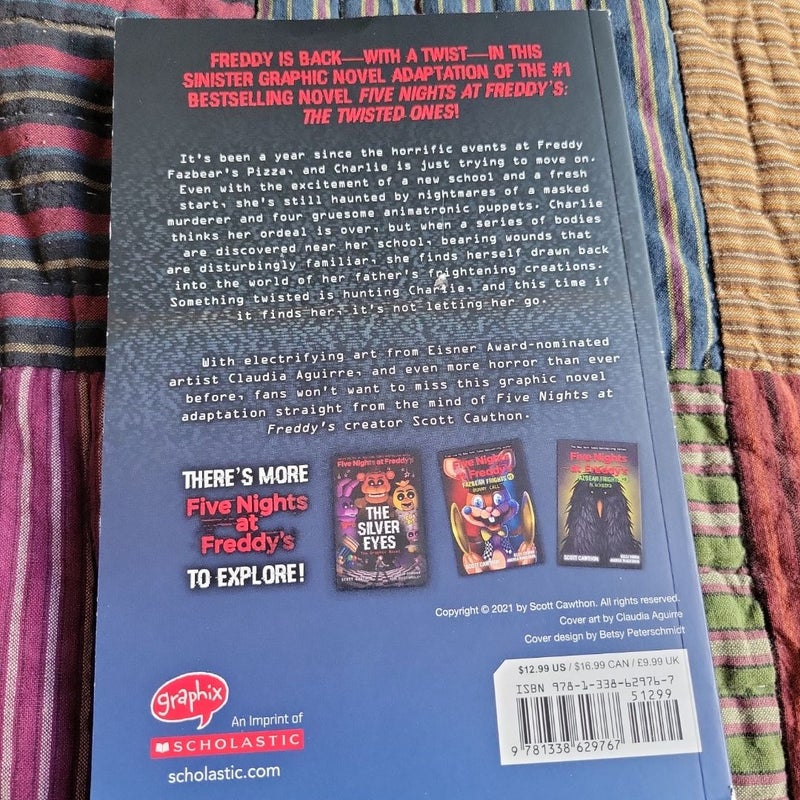 FREDDY IS BACK—WITH A TWIST—IN THIS
SINISTER GRAPHIC NOVEL ADAPTATION OF THE #1
BESTSELLING NOVEL FIVE NIGHTS AT FREDDY'S:
THE TWISTED ONES!
It's been a year since the horrific events at Freddy
Fazbear's Pizza, and Charlie is just trying to move on.
Even with the excitement of a new school and a fresh
start, she's still haunted by nightmares of a masked
murderer and four gruesome animatronic puppets. Charlie
thinks her ordeal is over, but when a series of bodies
are discovered near her school, bearing wounds that
are disturbingly familiar, she finds herself drawn back
into the world of her father's frightening creations.
Something twisted is hunting Charlie, and this time if
it finds her, it's not letting her go.
With electrifying art from Eisner Award-nominated
artist Claudia Aguirre, and even more horror than ever
before, fans won't want to miss this graphic novel
adaptation straight from the mind of Five Nights at
Freddy's creator Scott Cawthon.
THERE'S MORE
Five Nights
at
Freddy's
TO EXPLORE!
Five Nights at Freddy's
THE
SILVER
EYES
Five Nights
at Freddy's
FAZBEAR FRIGHTS
BUNNY CALL
SCOTT CAWTHON
Five Nights
at Freddy's
FAZBEAR FRIGHTS
SCOTT CAWTHON
Copyright © 2021 by Scott Cawthon. All rights reserved.
Cover art by Claudia Aguirre
Cover design by Betsy Peterschmidt
$12.99 US / $16.99 CAN / £9.99 UK
ISBN 978-1-338-62976-7
51299
9 781338 629767
graphix
An Imprint of
SCHOLASTIC
scholastic.com